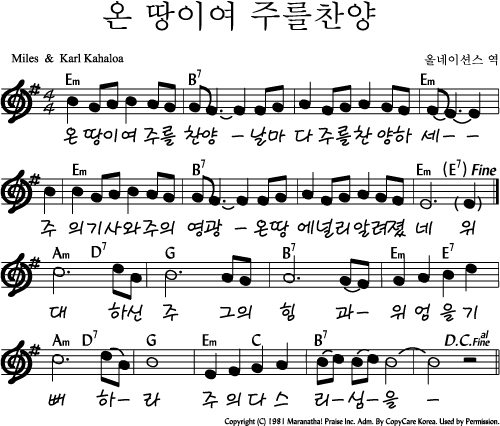 온 땅이여 주를찬양
Miles & Karl Kahaloa 올네이션스 역
Em B7 Em
온 땅이여 주를 찬양 - 날마 다 주를찬 양하 세 - -
Em B7 Em (E7) Fine
주 의기사와주의 영광 - 온땅 에널리알려졌 네 위
Am D7 G B7 Em E7
대 하신 주 그의 힘 과 - 위 엄 을 기
Am D7 G Em C B7 D.C. al Fine
뻐 하 - 라 주 의 다 스 리 - 심 을 -
Copyright (C) 1981 Maranatha! Praise Inc. Adm. By CopyCare Korea. Used by Permission.